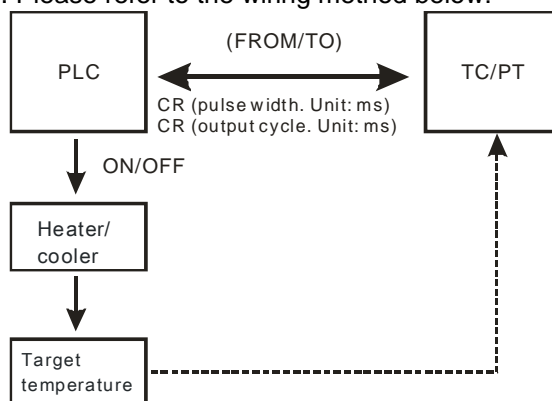 . Please refer to the wiring method below.
(FROM/TO)
PLC
TC/PT
CR (pulse width. Unit: ms)
CR (output cycle. Unit: ms)
ON/OFF
Heater/
cooler
Target
temperature